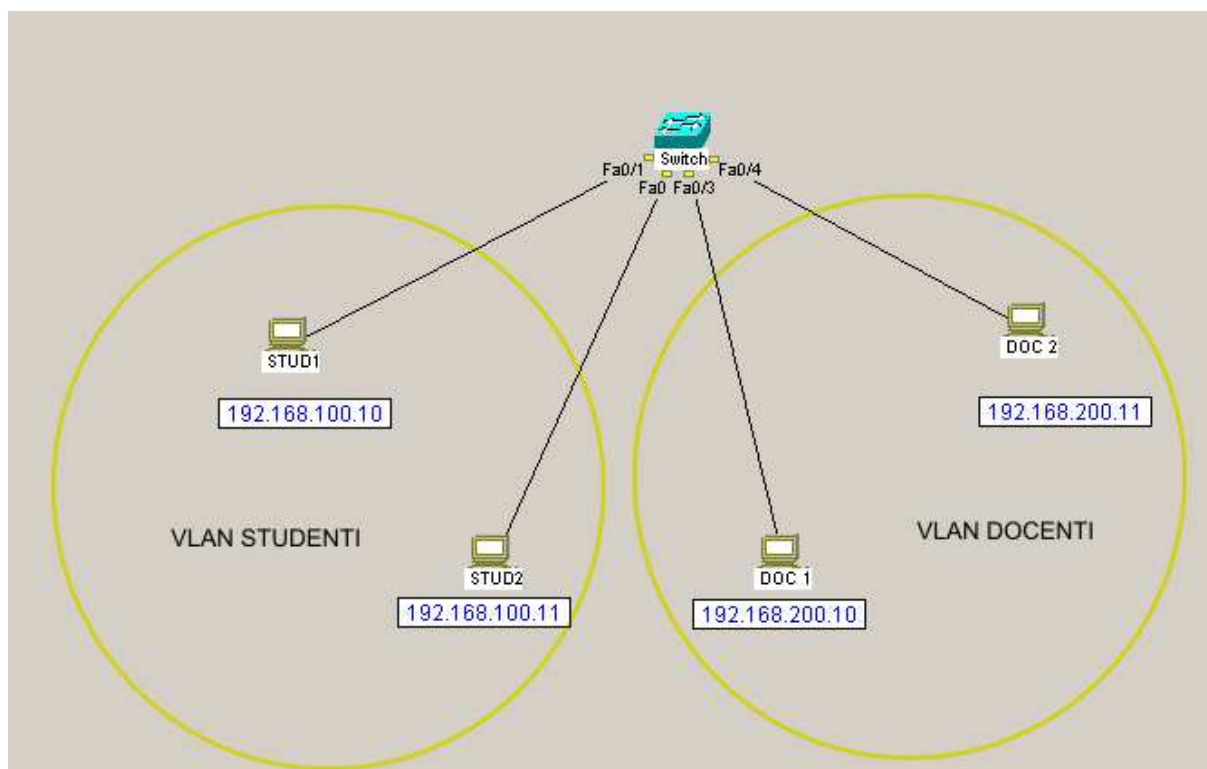 Switch
Fa0/1
Fa0/4
Fa0
Fa0/3
STUD1
DOC 2
192.168.100.10
192.168.200.11
VLAN STUDENTI
VLAN DOCENTI
STUD2
DOC 1
192.168.100.11
192.168.200.10